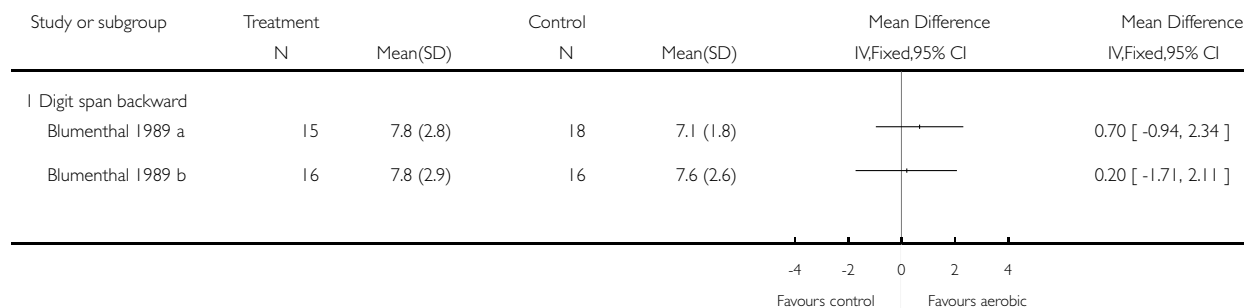 Study or subgroup Treatment Control Mean Difference Mean Difference
N Mean(SD) N Mean(SD) IV,Fixed,95% CI IV,Fixed,95% CI
1 Digit span backward
Blumenthal 1989 a 15 7.8 (2.8) 18 7.1 (1.8) 0.70 [ -0.94, 2.34 ]
Blumenthal 1989 b 16 7.8 (2.9) 16 7.6 (2.6) 0.20 [ -1.71, 2.11 ]
-4 -2 0 2 4
Favours control Favours aerobic